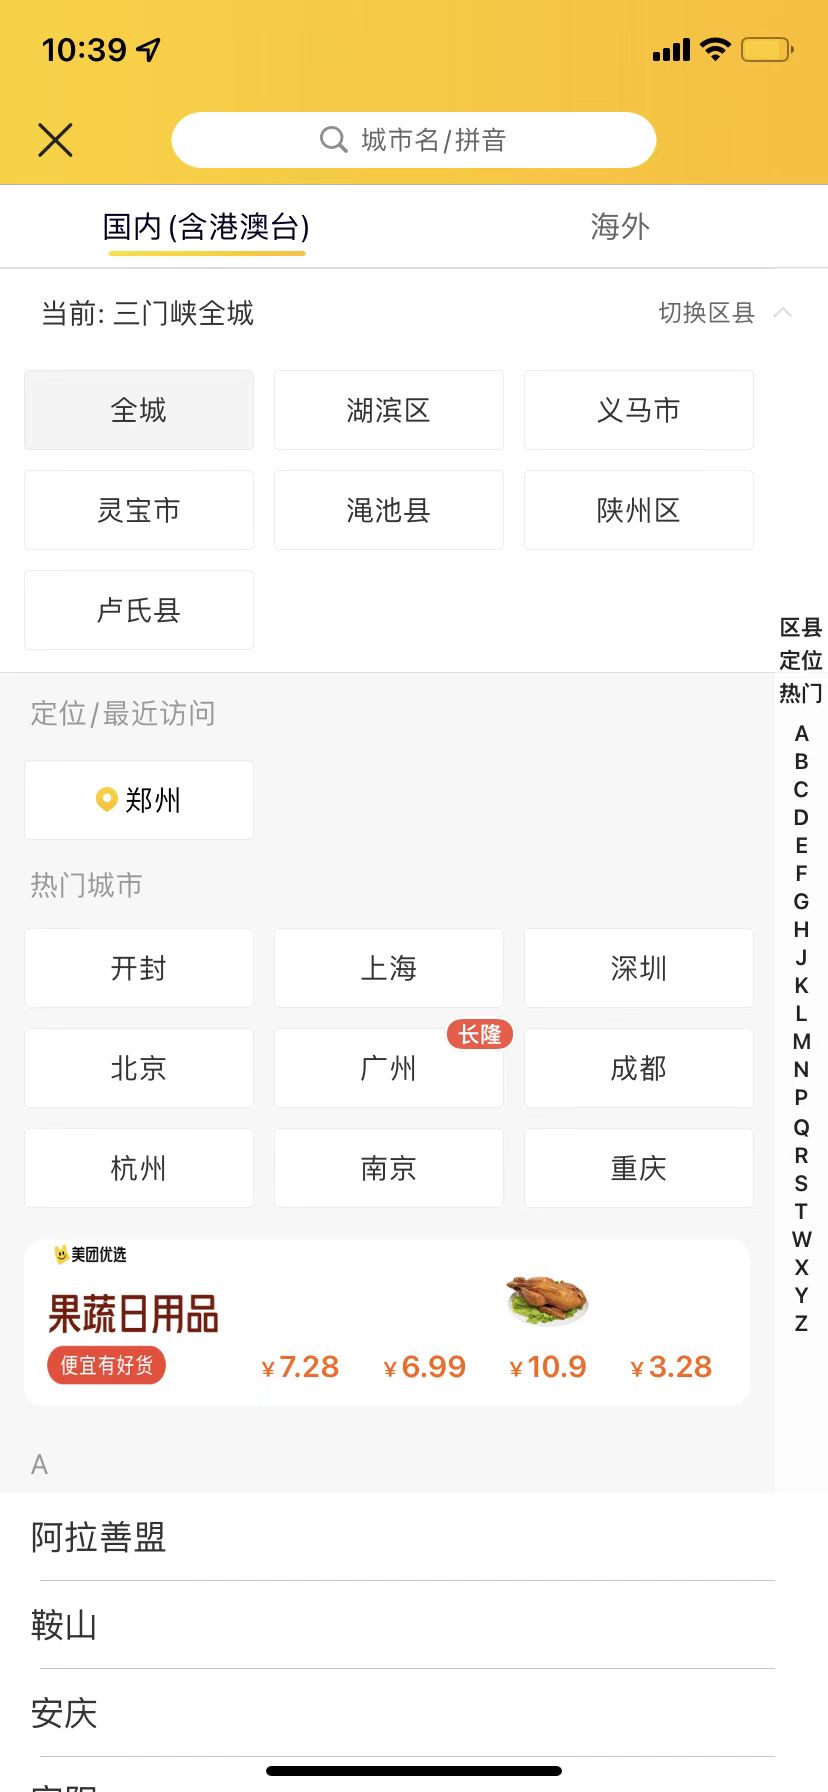 10:39
城市名/拼音
国内(含港澳台) 海外
当前: 三门峡全城 切换区县
全城 湖滨区 义马市
灵宝市 渑池县 陕州区
卢氏县
定位/最近访问
郑州
热门城市
开封 上海 深圳
长隆
北京 广州 成都
杭州 南京 重庆
美团优选
果蔬日用品
便宜有好货 ¥7.28 ¥6.99 ¥10.9 ¥3.28
A
阿拉善盟
鞍山
安庆
区县
定位
热门
A
B
C
D
E
F
G
H
J
K
L
M
N
P
Q
R
S
T
W
X
Y
Z